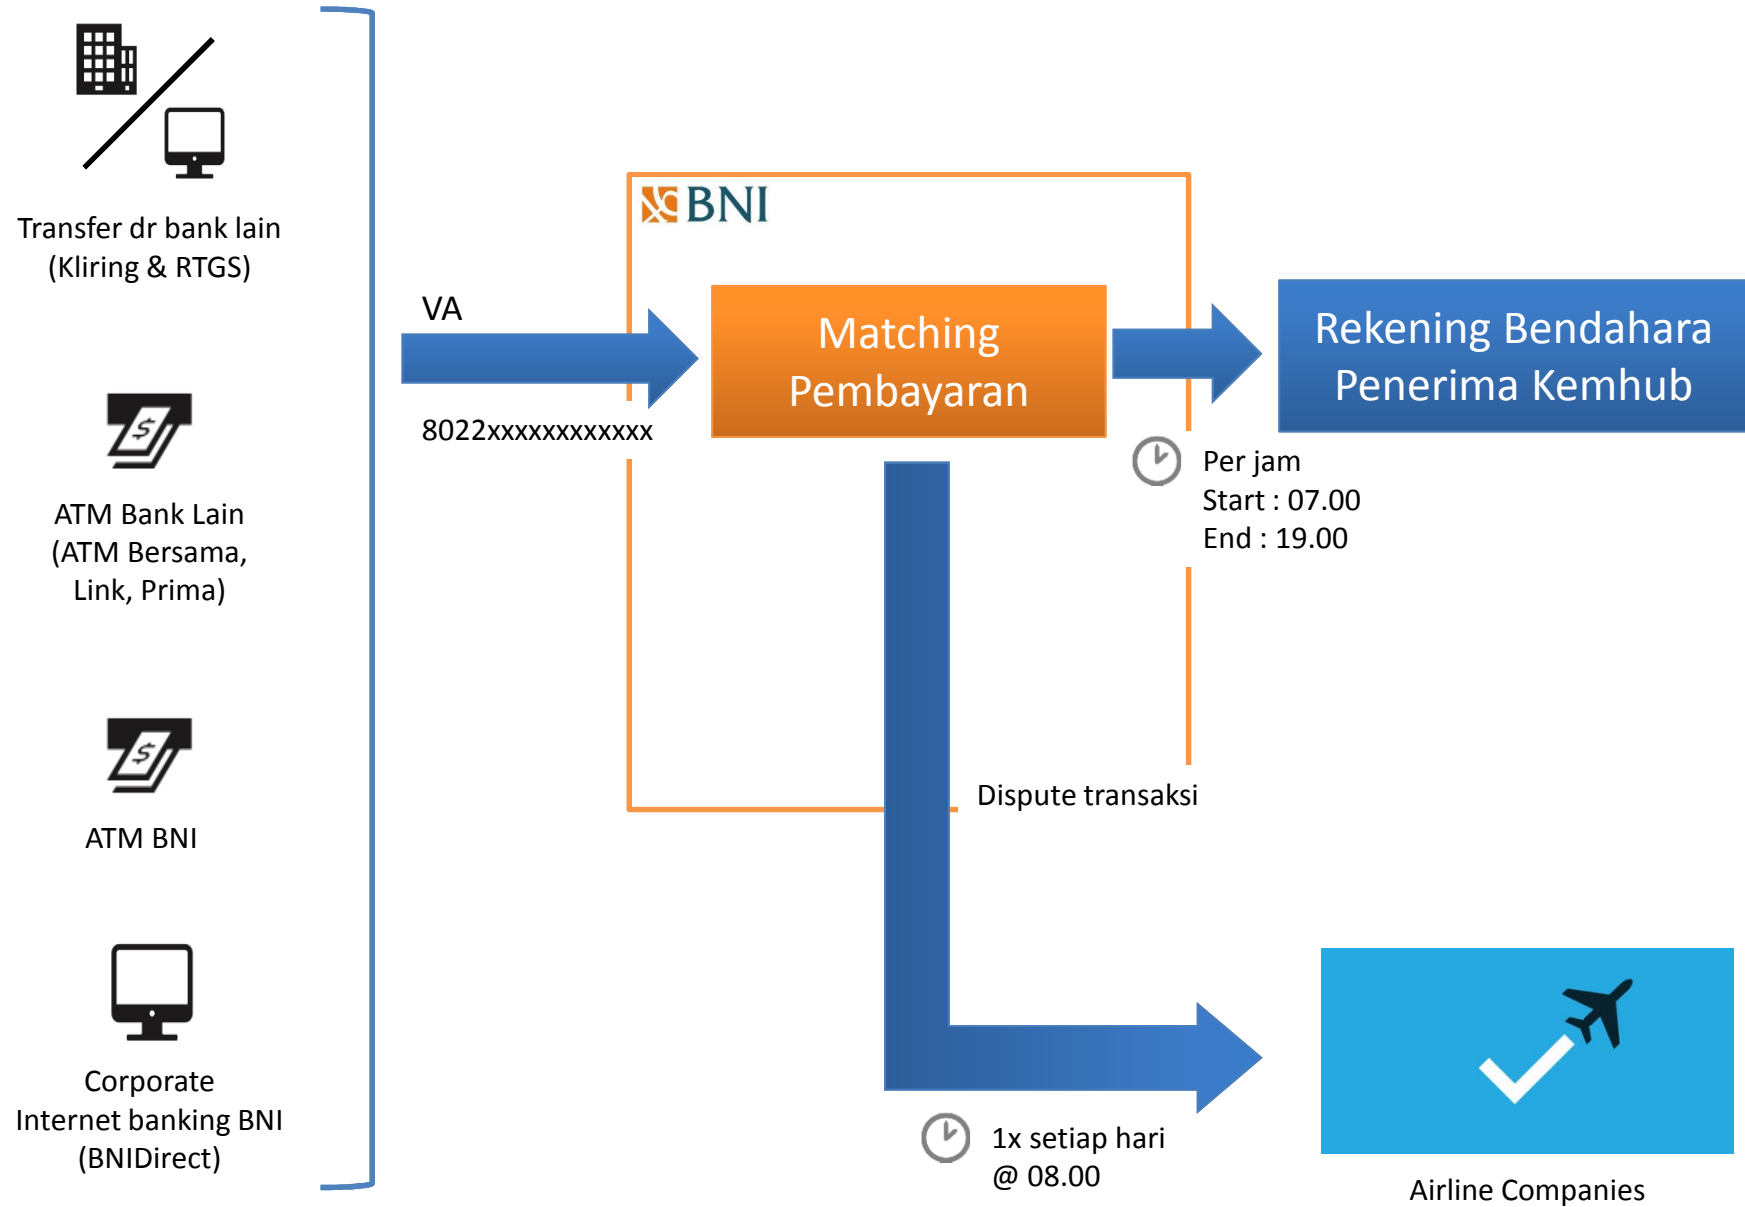 Transfer dr bank lain
(Kliring & RTGS)
ATM Bank Lain
(ATM Bersama,
Link, Prima)
ATM BNI
Corporate
Internet banking BNI
(BNIDirect)
VA
8022xxxxxxxxxxxx
BNI
Matching
Pembayaran
Rekening Bendahara
Penerima Kemhub
Per jam
Start : 07.00
End : 19.00
Dispute transaksi
1x setiap hari
@ 08.00
Airline Companies